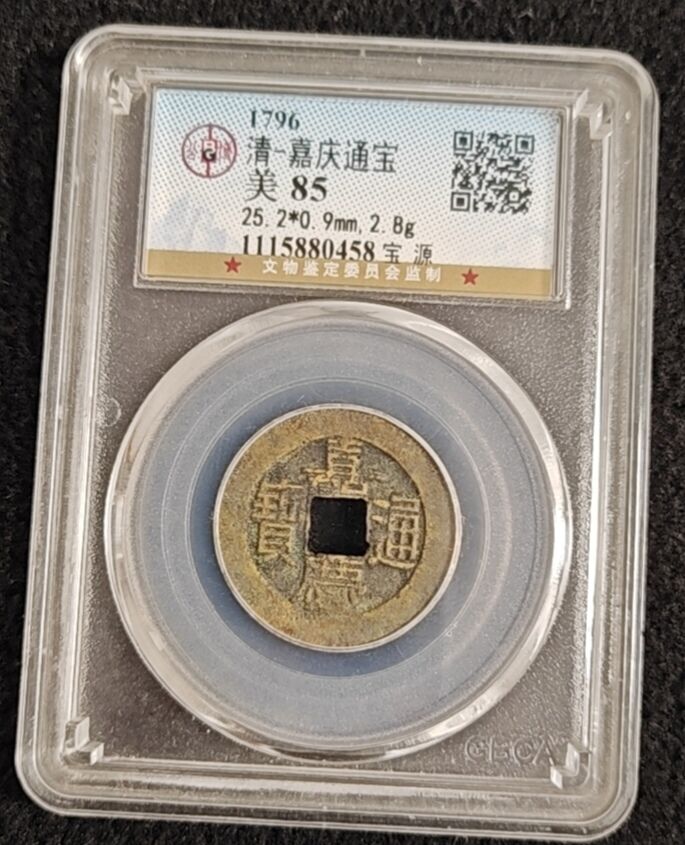 1796
清-嘉庆通宝
美 85
25.2*0.9mm,2.8g
1115880458 宝 源
文物鉴定委员会监制
嘉慶通寶
GBCA